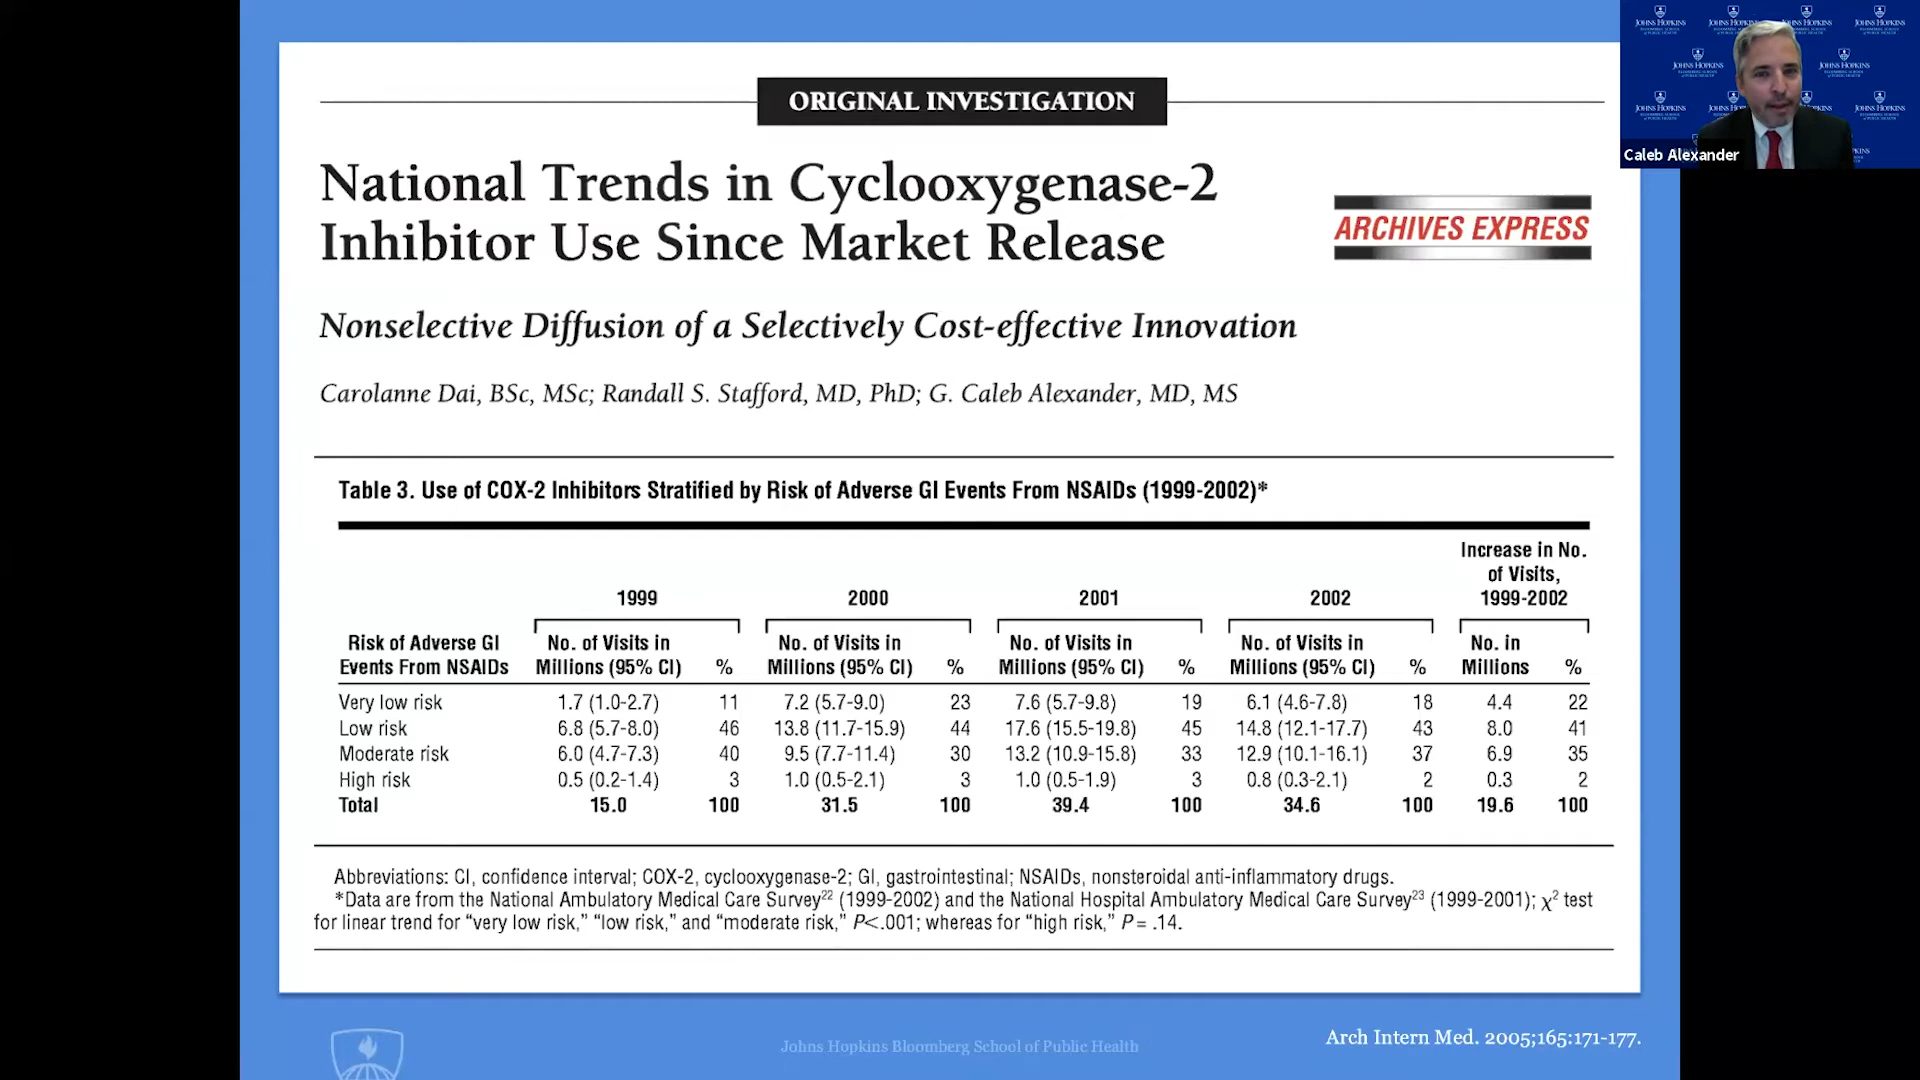 ORIGINAL INVESTIGATION
National Trends in Cyclooxygenase-2
Inhibitor Use Since Market Release
ARCHIVES EXPRESS
Nonselective Diffusion of a Selectively Cost-effective Innovation
Carolanne Dai, BSc, MSc; Randall S. Stafford, MD, PhD; G. Caleb Alexander, MD, MS
Table 3. Use of COX-2 Inhibitors Stratified by Risk of Adverse GI Events From NSAIDs (1999-2002)*
Increase in No.
of Visits,
1999 2000 2001 2002 1999-2002
Risk of Adverse GI No. of Visits in No. of Visits in No. of Visits in No. of Visits in No. in
Events From NSAIDs Millions (95% CI) % Millions (95% CI) % Millions (95% CI) % Millions (95% CI) % Millions %
Very low risk 1.7 (1.0-2.7) 11 7.2 (5.7-9.0) 23 7.6 (5.7-9.8) 19 6.1 (4.6-7.8) 18 4.4 22
Low risk 6.8 (5.7-8.0) 46 13.8 (11.7-15.9) 44 17.6 (15.5-19.8) 45 14.8 (12.1-17.7) 43 8.0 41
Moderate risk 6.0 (4.7-7.3) 40 9.5 (7.7-11.4) 30 13.2 (10.9-15.8) 33 12.9 (10.1-16.1) 37 6.9 35
High risk 0.5 (0.2-1.4) 3 1.0 (0.5-2.1) 3 1.0 (0.5-1.9) 3 0.8 (0.3-2.1) 2 0.3 2
Total 15.0 100 31.5 100 39.4 100 34.6 100 19.6 100
Abbreviations: CI, confidence interval; COX-2, cyclooxygenase-2; GI, gastrointestinal; NSAIDs, nonsteroidal anti-inflammatory drugs.
*Data are from the National Ambulatory Medical Care Survey²² (1999-2002) and the National Hospital Ambulatory Medical Care Survey²³ (1999-2001); χ² test
for linear trend for “very low risk,” “low risk,” and “moderate risk,” P<.001; whereas for “high risk,” P = .14.
Arch Intern Med. 2005;165:171-177.
Johns Hopkins Bloomberg School of Public Health
JOHNS HOPKINS
Caleb Alexander